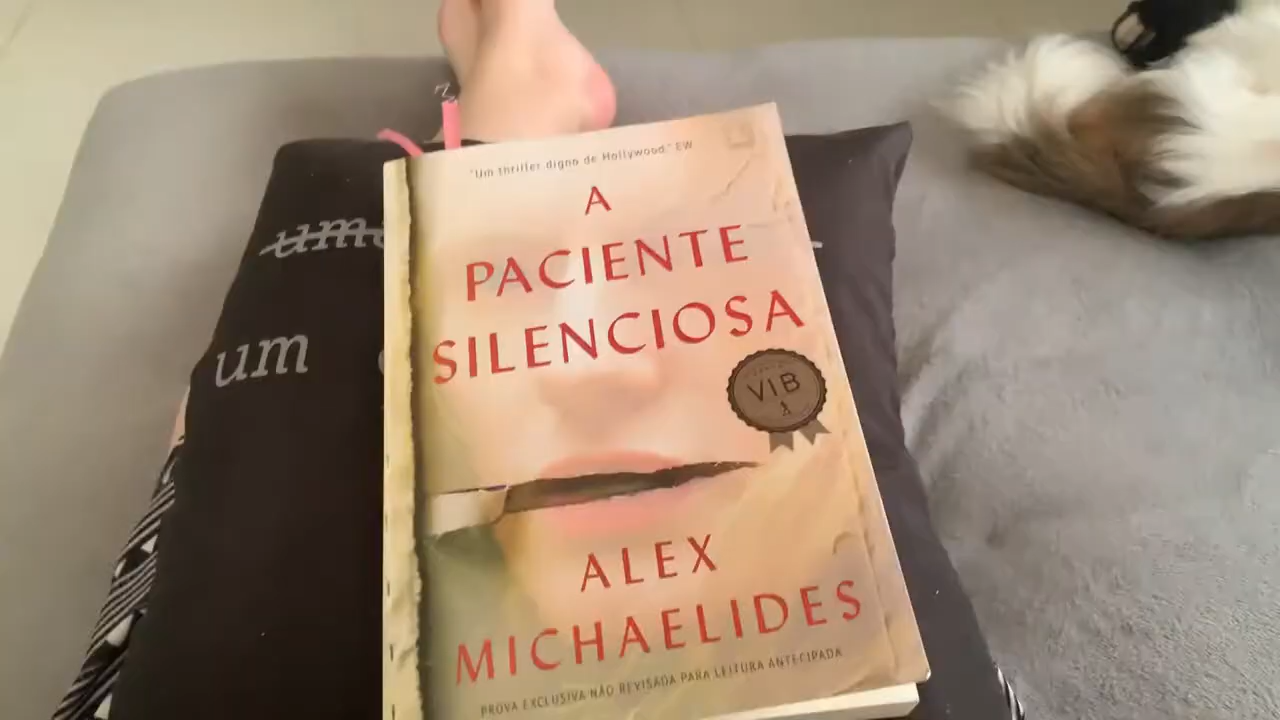 "Um thriller digno de Hollywood." EW
A
PACIENTE
SILENCIOSA
VIB
ALEX
MICHAELIDES
PROVA EXCLUSIVA NÃO REVISADA PARA LEITURA ANTECIPADA
um